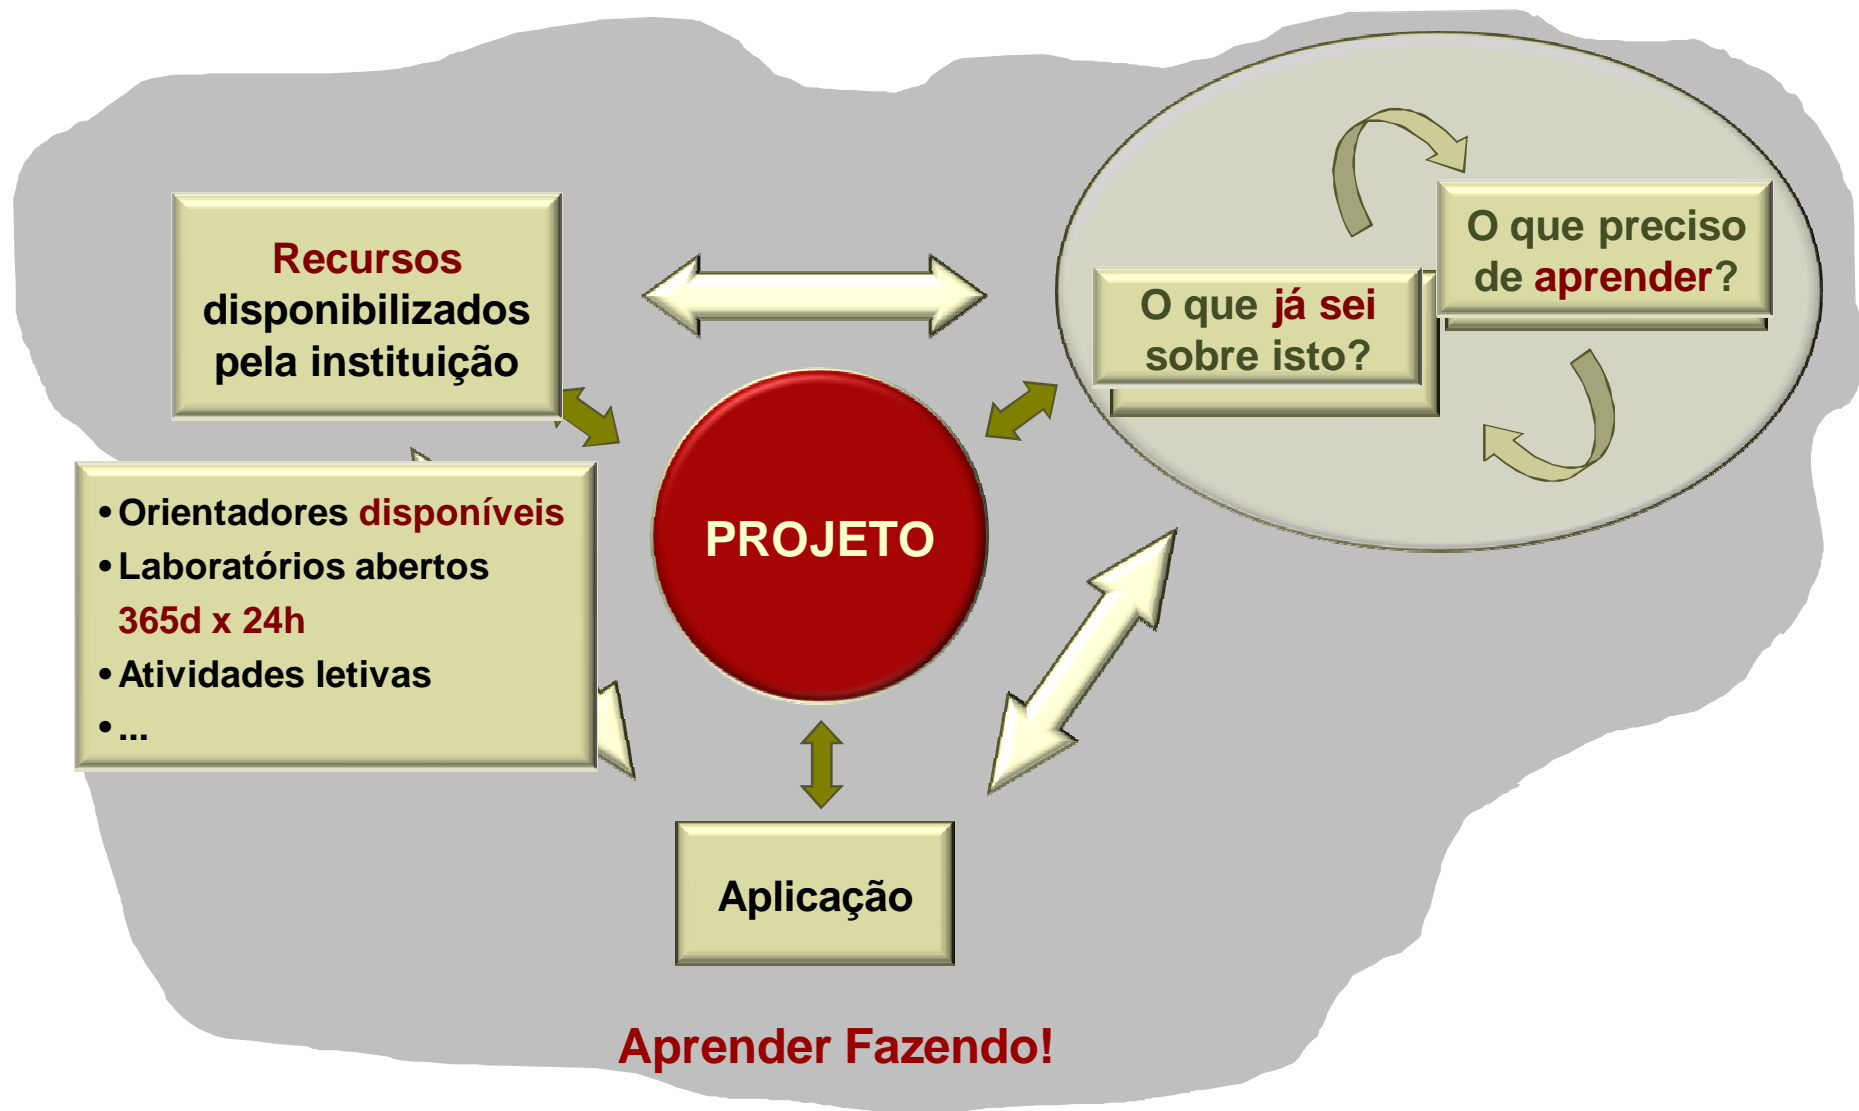 Recursos
disponibilizados
pela instituição
O que já sei
sobre isto?
O que preciso
de aprender?
• Orientadores disponíveis
• Laboratórios abertos
365d x 24h
• Atividades letivas
• ...
PROJETO
Aplicação
Aprender Fazendo!